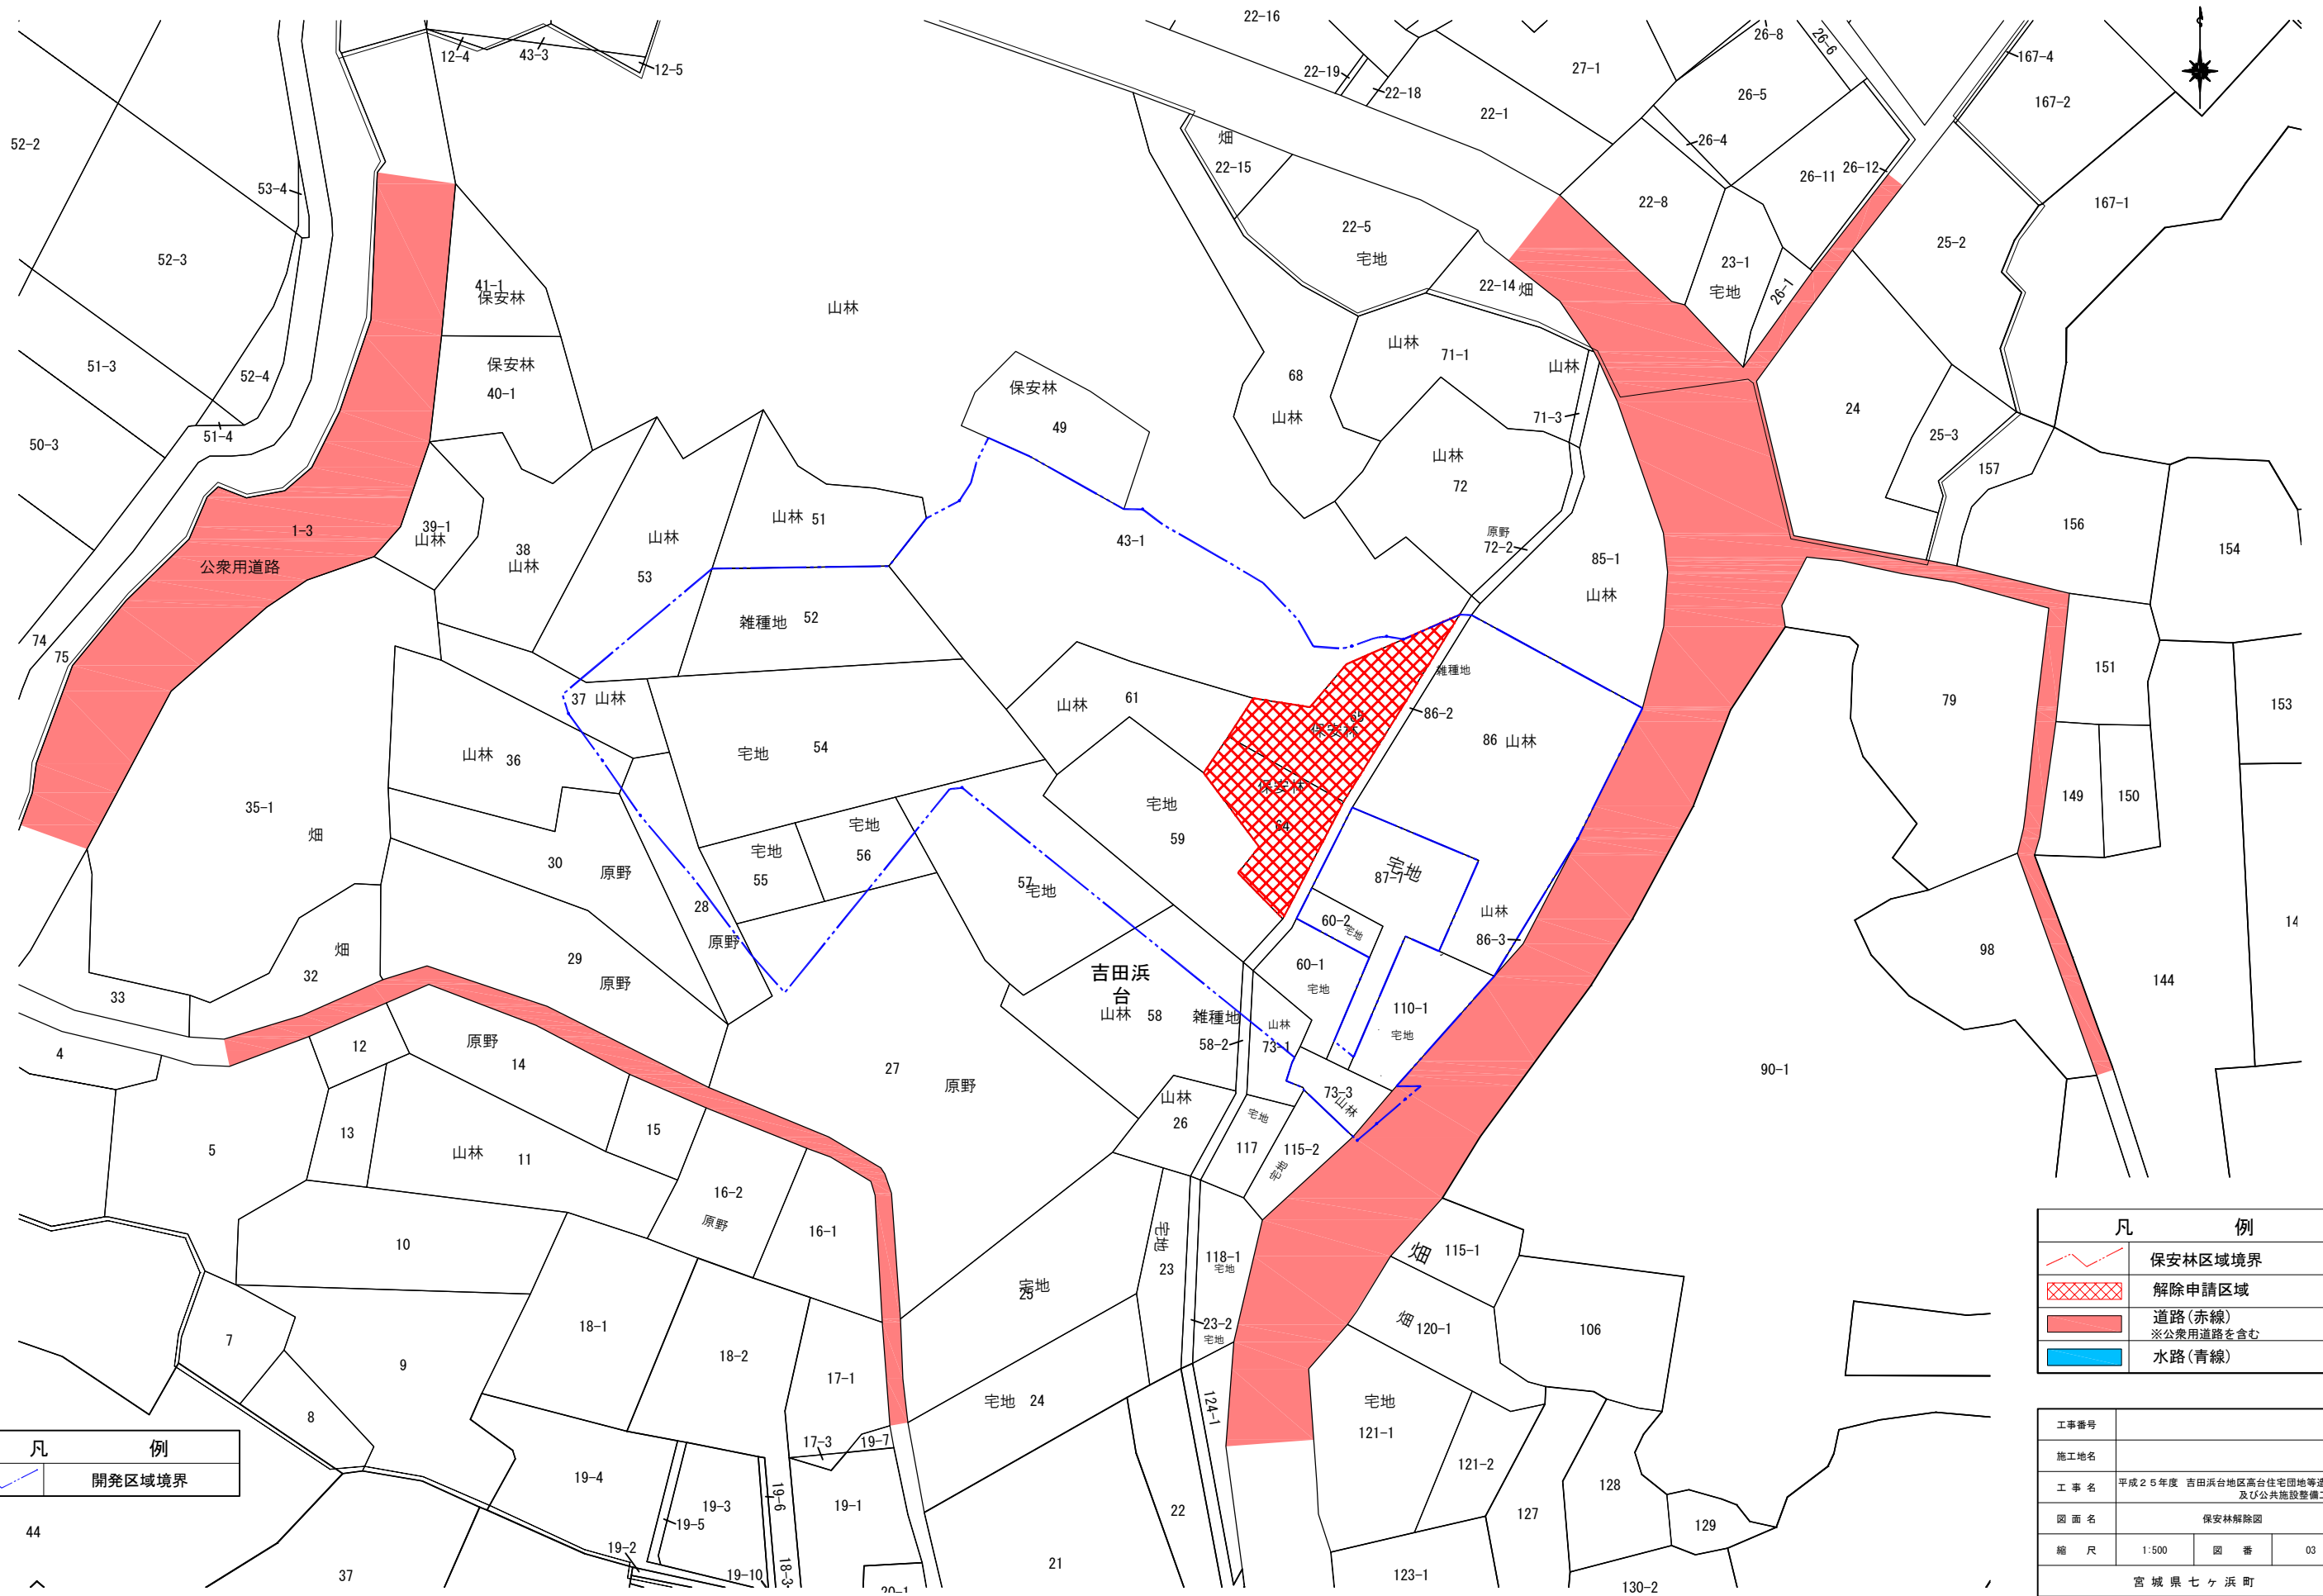 22-16
12-4
43-3
12-5
26-8
26-6
167-4
27-1
22-19
22-18
22-1
26-5
167-2
26-4
52-2
53-4
畑
22-15
26-11
26-12
167-1
22-8
22-5
宅地
25-2
52-3
23-1
宅地
26-1
41-1
保安林
22-14
畑
山林
保安林
40-1
山林
71-1
山林
51-3
52-4
68
山林
保安林
49
71-3
24
50-3
51-4
25-3
山林
72
157
1-3
公衆用道路
39-1
山林
38
山林
山林
53
山林 51
43-1
原野
72-2
85-1
山林
156
154
74
75
雑種地 52
37 山林
雑種地
151
153
79
山林
61
65
保安林
86-2
86 山林
山林 36
宅地
54
保安林
64
35-1
畑
宅地
59
149
150
30
原野
宅地
55
宅地
56
宅地
87-1
57
宅地
28
原野
山林
86-3
60-2
宅地
畑
32
29
原野
60-1
宅地
98
14
33
吉田浜
台
山林 58
雑種地
58-2
山林
73-1
110-1
宅地
144
4
12
原野
14
27
原野
90-1
73-3
山林
山林
26
宅地
117
115-2
宅地
5
13
15
山林
11
16-2
原野
16-1
10
宅地
23
118-1
宅地
畑
115-1
宅地
25
23-2
宅地
畑 120-1
106
7
9
8
18-1
18-2
17-1
宅地 24
124-1
宅地
121-1
17-3
19-7
19-4
19-3
19-5
19-6
19-1
121-2
128
127
129
22
21
44
37
19-2
19-10
18-3
20-1
123-1
130-2
凡 例
保安林区域境界
解除申請区域
道路(赤線)
※公衆用道路を含む
水路(青線)
凡 例
開発区域境界
工事番号
施工地名
工 事 名
平成25年度 吉田浜台地区高台住宅団地等造
及び公共施設整備工
図 面 名
保安林解除図
縮 尺
1:500
図 番
03
宮 城 県 七 ヶ 浜 町